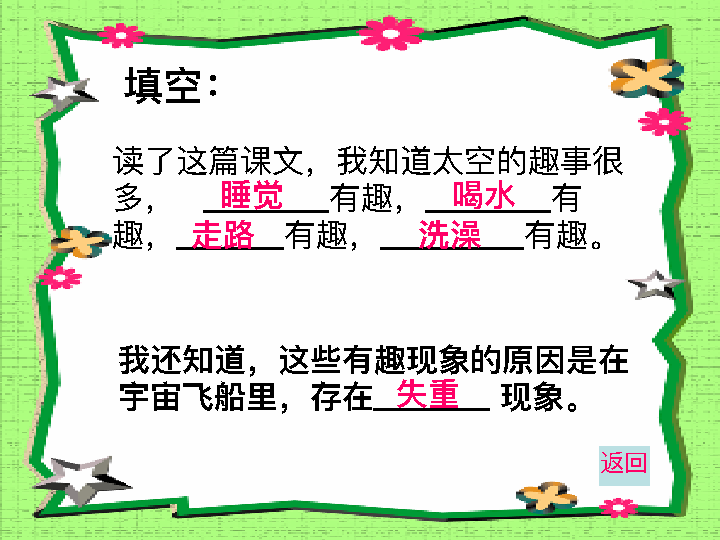 填空：
读了这篇课文，我知道太空的趣事很
多， 睡觉 有趣， 喝水 有
趣， 走路 有趣， 洗澡 有趣。
我还知道，这些有趣现象的原因是在
宇宙飞船里，存在 失重 现象。
返回